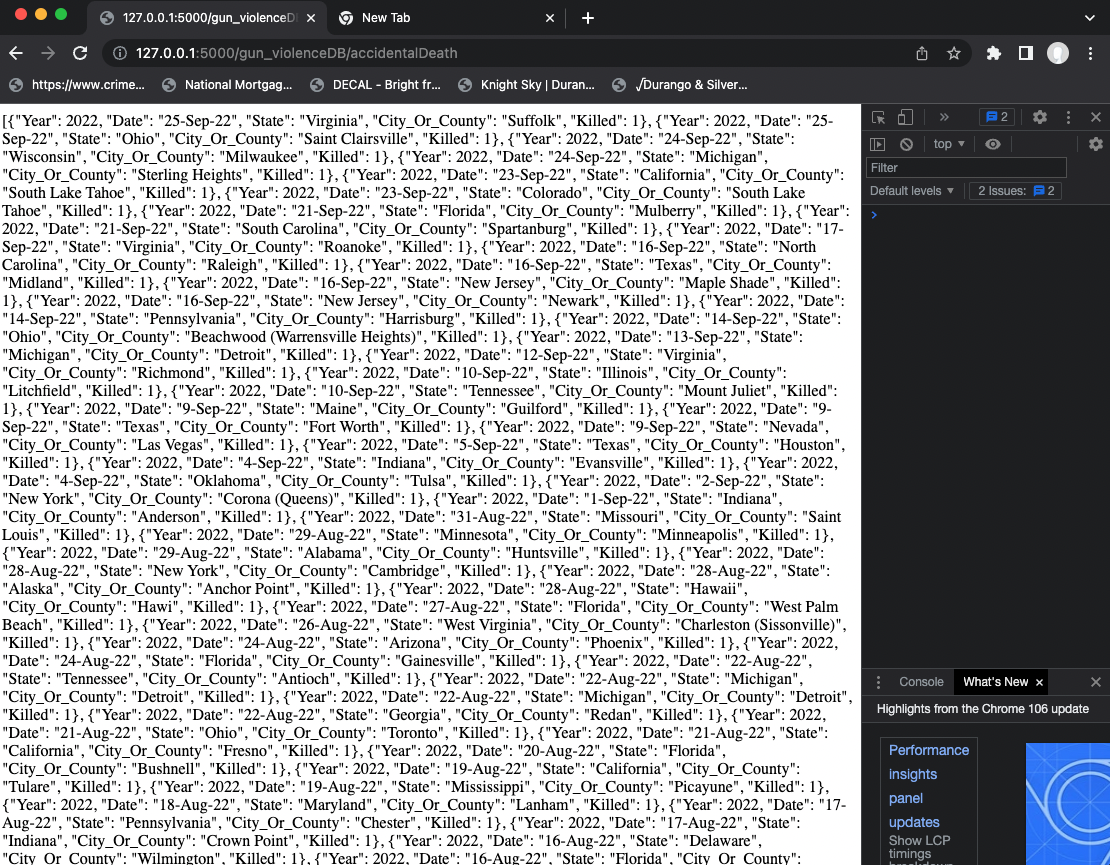 127.0.0.1:5000/gun_violenceDB
New Tab
127.0.0.1:5000/gun_violenceDB/accidentalDeath
https://www.crime... National Mortgag... DECAL - Bright fr... Knight Sky | Duran... √Durango & Silver...
[{"Year": 2022, "Date": "25-Sep-22", "State": "Virginia", "City_Or_County": "Suffolk", "Killed": 1}, {"Year": 2022, "Date": "25-
Sep-22", "State": "Ohio", "City_Or_County": "Saint Clairsville", "Killed": 1}, {"Year": 2022, "Date": "24-Sep-22", "State":
"Wisconsin", "City_Or_County": "Milwaukee", "Killed": 1}, {"Year": 2022, "Date": "24-Sep-22", "State": "Michigan",
"City_Or_County": "Sterling Heights", "Killed": 1}, {"Year": 2022, "Date": "23-Sep-22", "State": "California", "City_Or_County":
"South Lake Tahoe", "Killed": 1}, {"Year": 2022, "Date": "23-Sep-22", "State": "Colorado", "City_Or_County": "South Lake
Tahoe", "Killed": 1}, {"Year": 2022, "Date": "21-Sep-22", "State": "Florida", "City_Or_County": "Mulberry", "Killed": 1}, {"Year":
2022, "Date": "21-Sep-22", "State": "South Carolina", "City_Or_County": "Spartanburg", "Killed": 1}, {"Year": 2022, "Date": "17-
Sep-22", "State": "Virginia", "City_Or_County": "Roanoke", "Killed": 1}, {"Year": 2022, "Date": "16-Sep-22", "State": "North
Carolina", "City_Or_County": "Raleigh", "Killed": 1}, {"Year": 2022, "Date": "16-Sep-22", "State": "Texas", "City_Or_County":
"Midland", "Killed": 1}, {"Year": 2022, "Date": "16-Sep-22", "State": "New Jersey", "City_Or_County": "Maple Shade", "Killed":
1}, {"Year": 2022, "Date": "16-Sep-22", "State": "New Jersey", "City_Or_County": "Newark", "Killed": 1}, {"Year": 2022, "Date":
"14-Sep-22", "State": "Pennsylvania", "City_Or_County": "Harrisburg", "Killed": 1}, {"Year": 2022, "Date": "14-Sep-22", "State":
"Ohio", "City_Or_County": "Beachwood (Warrensville Heights)", "Killed": 1}, {"Year": 2022, "Date": "13-Sep-22", "State":
"Michigan", "City_Or_County": "Detroit", "Killed": 1}, {"Year": 2022, "Date": "12-Sep-22", "State": "Virginia",
"City_Or_County": "Richmond", "Killed": 1}, {"Year": 2022, "Date": "10-Sep-22", "State": "Illinois", "City_Or_County":
"Litchfield", "Killed": 1}, {"Year": 2022, "Date": "10-Sep-22", "State": "Tennessee", "City_Or_County": "Mount Juliet", "Killed":
1}, {"Year": 2022, "Date": "9-Sep-22", "State": "Maine", "City_Or_County": "Guilford", "Killed": 1}, {"Year": 2022, "Date": "9-
Sep-22", "State": "Texas", "City_Or_County": "Fort Worth", "Killed": 1}, {"Year": 2022, "Date": "9-Sep-22", "State": "Nevada",
"City_Or_County": "Las Vegas", "Killed": 1}, {"Year": 2022, "Date": "5-Sep-22", "State": "Texas", "City_Or_County": "Houston",
"Killed": 1}, {"Year": 2022, "Date": "4-Sep-22", "State": "Indiana", "City_Or_County": "Evansville", "Killed": 1}, {"Year": 2022,
"Date": "4-Sep-22", "State": "Oklahoma", "City_Or_County": "Tulsa", "Killed": 1}, {"Year": 2022, "Date": "2-Sep-22", "State":
"New York", "City_Or_County": "Corona (Queens)", "Killed": 1}, {"Year": 2022, "Date": "1-Sep-22", "State": "Indiana",
"City_Or_County": "Anderson", "Killed": 1}, {"Year": 2022, "Date": "31-Aug-22", "State": "Missouri", "City_Or_County": "Saint
Louis", "Killed": 1}, {"Year": 2022, "Date": "29-Aug-22", "State": "Minnesota", "City_Or_County": "Minneapolis", "Killed": 1},
{"Year": 2022, "Date": "29-Aug-22", "State": "Alabama", "City_Or_County": "Huntsville", "Killed": 1}, {"Year": 2022, "Date":
"28-Aug-22", "State": "New York", "City_Or_County": "Cambridge", "Killed": 1}, {"Year": 2022, "Date": "28-Aug-22", "State":
"Alaska", "City_Or_County": "Anchor Point", "Killed": 1}, {"Year": 2022, "Date": "28-Aug-22", "State": "Hawaii",
"City_Or_County": "Hawi", "Killed": 1}, {"Year": 2022, "Date": "27-Aug-22", "State": "Florida", "City_Or_County": "West Palm
Beach", "Killed": 1}, {"Year": 2022, "Date": "26-Aug-22", "State": "West Virginia", "City_Or_County": "Charleston (Sissonville)",
"Killed": 1}, {"Year": 2022, "Date": "24-Aug-22", "State": "Arizona", "City_Or_County": "Phoenix", "Killed": 1}, {"Year": 2022,
"Date": "24-Aug-22", "State": "Florida", "City_Or_County": "Gainesville", "Killed": 1}, {"Year": 2022, "Date": "22-Aug-22",
"State": "Tennessee", "City_Or_County": "Antioch", "Killed": 1}, {"Year": 2022, "Date": "22-Aug-22", "State": "Michigan",
"City_Or_County": "Detroit", "Killed": 1}, {"Year": 2022, "Date": "22-Aug-22", "State": "Michigan", "City_Or_County": "Detroit",
"Killed": 1}, {"Year": 2022, "Date": "22-Aug-22", "State": "Georgia", "City_Or_County": "Redan", "Killed": 1}, {"Year": 2022,
"Date": "21-Aug-22", "State": "Ohio", "City_Or_County": "Toronto", "Killed": 1}, {"Year": 2022, "Date": "21-Aug-22", "State":
"California", "City_Or_County": "Fresno", "Killed": 1}, {"Year": 2022, "Date": "20-Aug-22", "State": "Florida",
"City_Or_County": "Bushnell", "Killed": 1}, {"Year": 2022, "Date": "19-Aug-22", "State": "California", "City_Or_County":
"Tulare", "Killed": 1}, {"Year": 2022, "Date": "19-Aug-22", "State": "Mississippi", "City_Or_County": "Picayune", "Killed": 1},
{"Year": 2022, "Date": "18-Aug-22", "State": "Maryland", "City_Or_County": "Lanham", "Killed": 1}, {"Year": 2022, "Date": "17-
Aug-22", "State": "Pennsylvania", "City_Or_County": "Chester", "Killed": 1}, {"Year": 2022, "Date": "17-Aug-22", "State":
"Indiana", "City_Or_County": "Crown Point", "Killed": 1}, {"Year": 2022, "Date": "16-Aug-22", "State": "Delaware",
"City_Or_County": "Wilmington", "Killed": 1}, {"Year": 2022, "Date": "16-Aug-22", "State": "Florida", "City_Or_County":
2
top
Filter
Default levels 2 Issues: 2
Console What's New
Highlights from the Chrome 106 update
Performance
insights
panel
updates
Show LCP
timings
breakdown